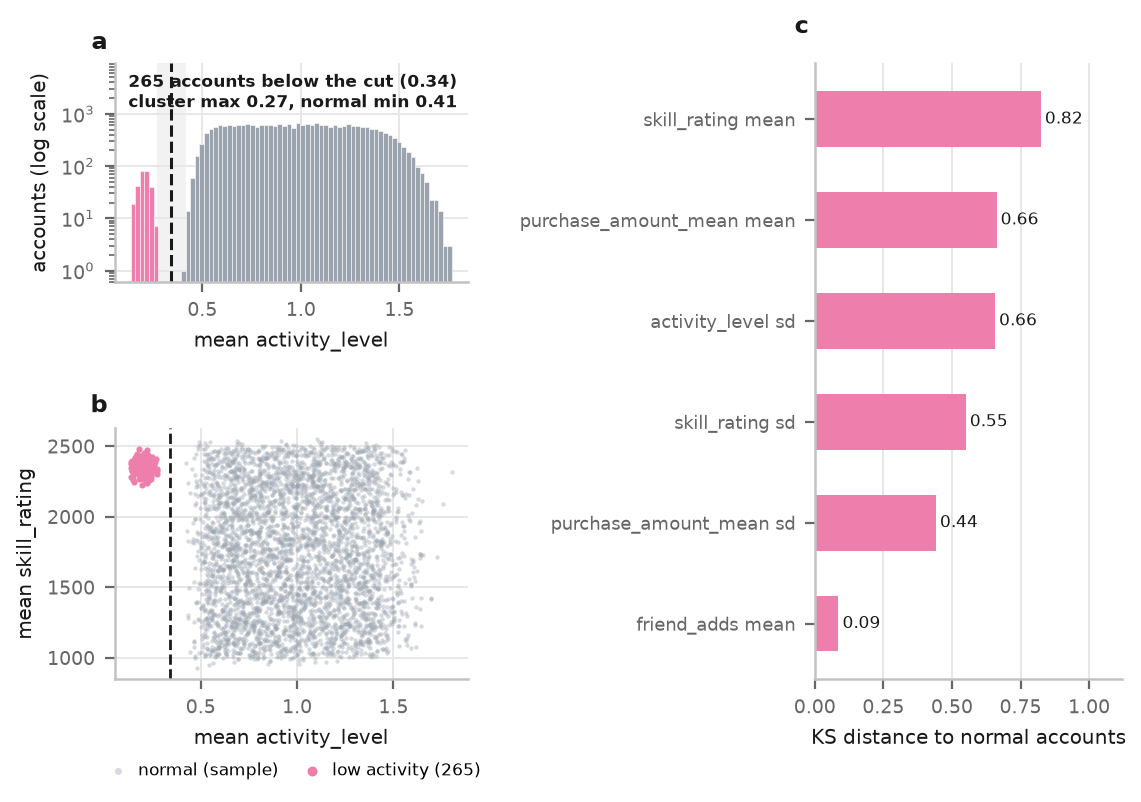 a
265 accounts below the cut (0.34)
cluster max 0.27, normal min 0.41
accounts (log scale)
10³
10²
10¹
10⁰
0.5 1.0 1.5
mean activity_level
b
mean skill_rating
2500
2000
1500
1000
0.5 1.0 1.5
mean activity_level
normal (sample) low activity (265)
c
skill_rating mean 0.82
purchase_amount_mean mean 0.66
activity_level sd 0.66
skill_rating sd 0.55
purchase_amount_mean sd 0.44
friend_adds mean 0.09
0.00 0.25 0.50 0.75 1.00
KS distance to normal accounts